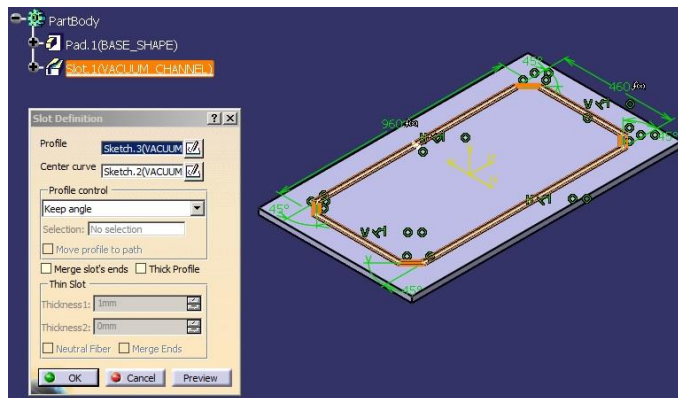 PartBody
Pad.1(BASE_SHAPE)
Slot.1(VACUUM_CHANNEL)
Slot Definition
Profile Sketch.3(VACUUM
Center curve Sketch.2(VACUUM
Profile control
Keep angle
Selection: No selection
Move profile to path
Merge slot's ends Thick Profile
Thin Slot
Thickness1: 1mm
Thickness2: 0mm
Neutral Fiber Merge Ends
OK Cancel Preview
45°
460
960
45°
45°
V
H
V
H
V
45°